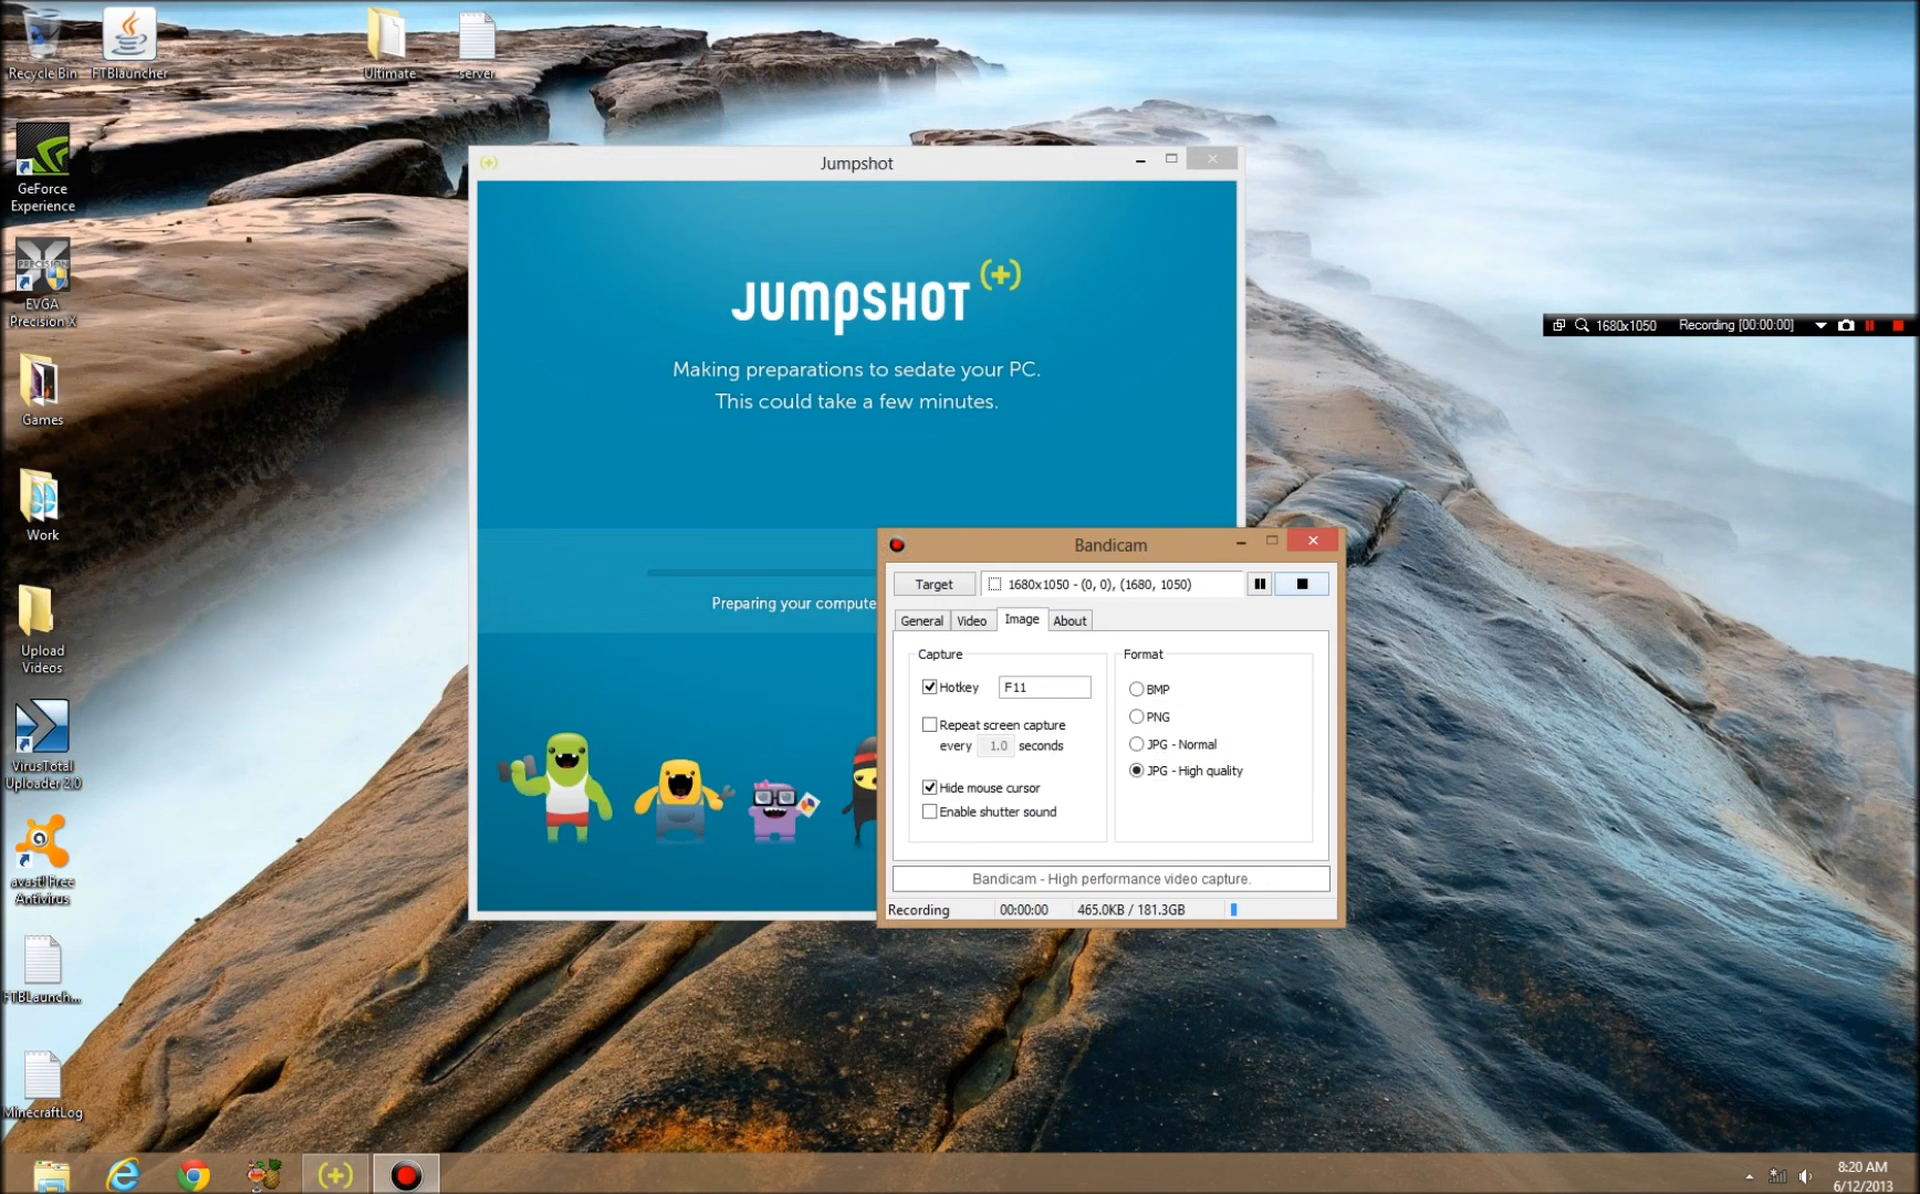 Recycle Bin
FTBlauncher
Ultimate
server
GeForce
Experience
PRECISION
EVGA
Precision X
Games
Work
Upload
Videos
VirusTotal
Uploader 2.0
avast! Free
Antivirus
FTBLaunch...
MinecraftLog
(+)
Jumpshot
JUMPSHOT (+)
Making preparations to sedate your PC.
This could take a few minutes.
Preparing your compute
1680x1050 Recording [00:00:00]
Bandicam
Target
1680x1050 - (0, 0), (1680, 1050)
General Video Image About
Capture
Hotkey F11
Repeat screen capture
every 1.0 seconds
Hide mouse cursor
Enable shutter sound
Format
BMP
PNG
JPG - Normal
JPG - High quality
Bandicam - High performance video capture.
Recording 00:00:00 465.0KB / 181.3GB
(+)
8:20 AM
6/12/2013